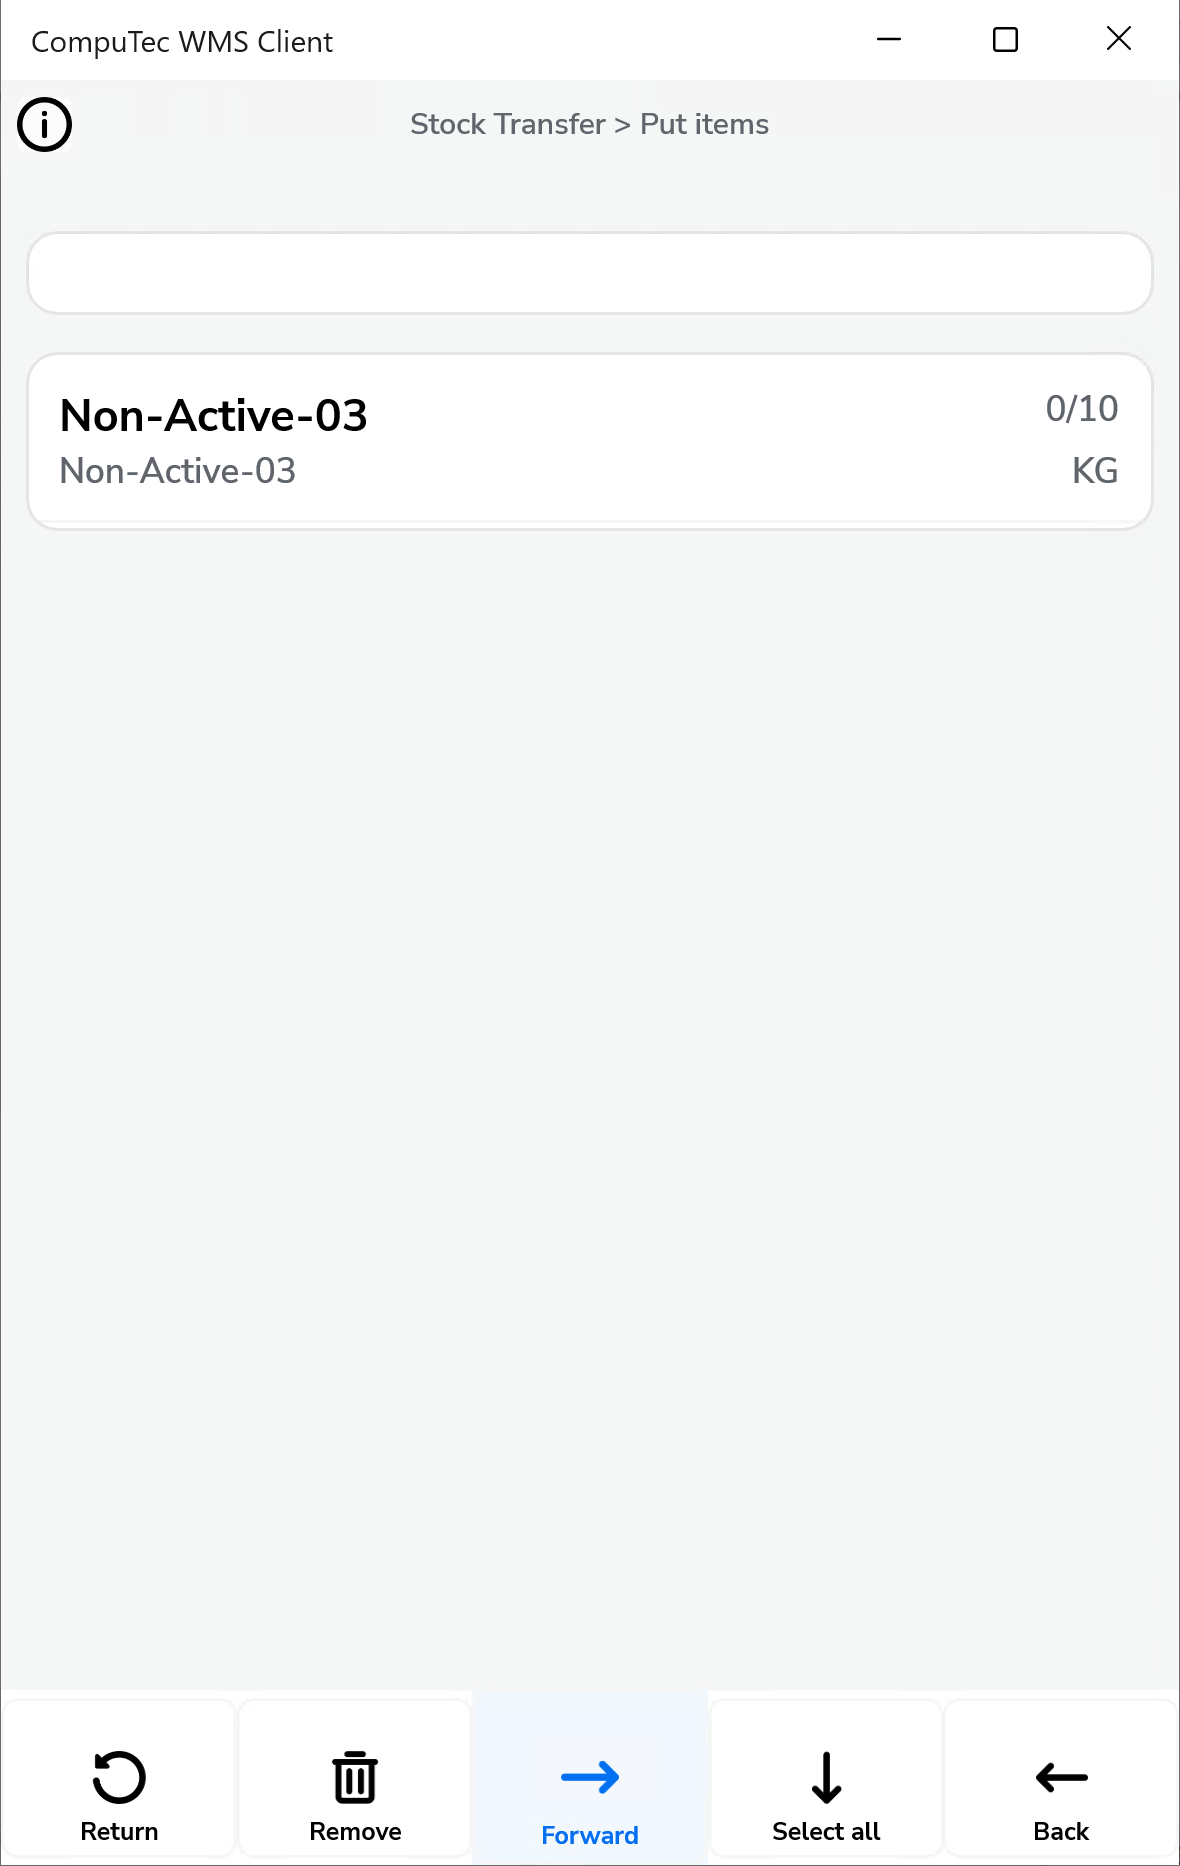 CompuTec WMS Client
Stock Transfer > Put items
Non-Active-03 0/10
Non-Active-03 KG
Return Remove Forward Select all Back